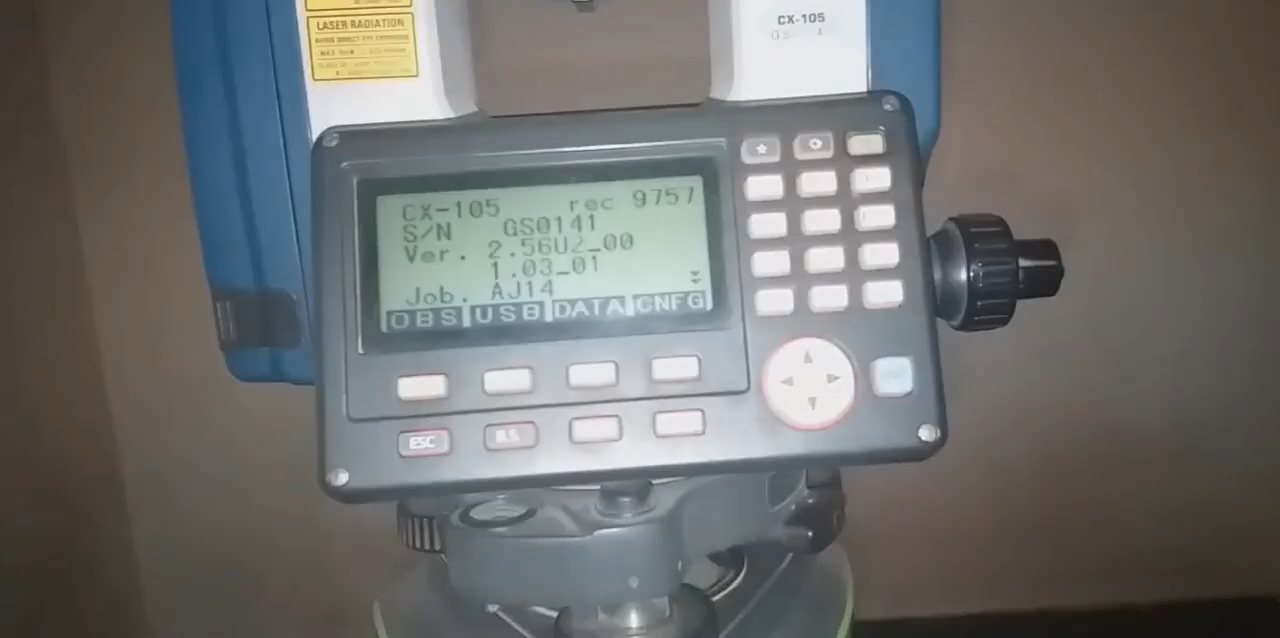 LASER RADIATION
CX-105
CX-105 rec 9757
S/N GS0141
Ver. 2.56U2_00
1.03_01
Job. AJ14
OBS USB DATA CNFG
ESC
B.S.